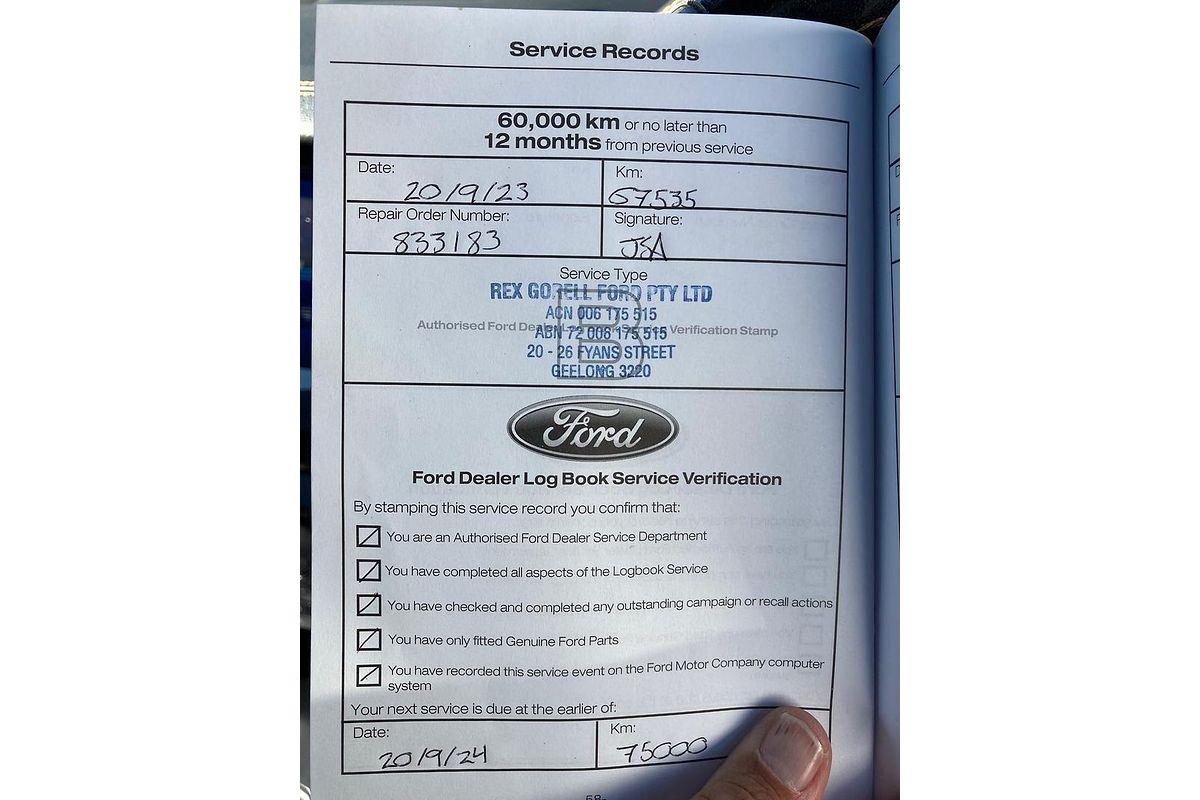 Service Records
60,000 km or no later than
12 months from previous service
Date:
20/9/23
Km:
67535
Repair Order Number:
833183
Signature:
JSA
Service Type
B
REX GORELL FORD PTY LTD
ACN 006 175 515
Authorised Ford Dealer Log Book Service Verification Stamp
ABN 72 006 175 515
20 - 26 FYANS STREET
GEELONG 3220
Ford
Ford Dealer Log Book Service Verification
By stamping this service record you confirm that:
You are an Authorised Ford Dealer Service Department
You have completed all aspects of the Logbook Service
You have checked and completed any outstanding campaign or recall actions
You have only fitted Genuine Ford Parts
You have recorded this service event on the Ford Motor Company computer
system
Your next service is due at the earlier of:
Date:
20/9/24
Km:
75000